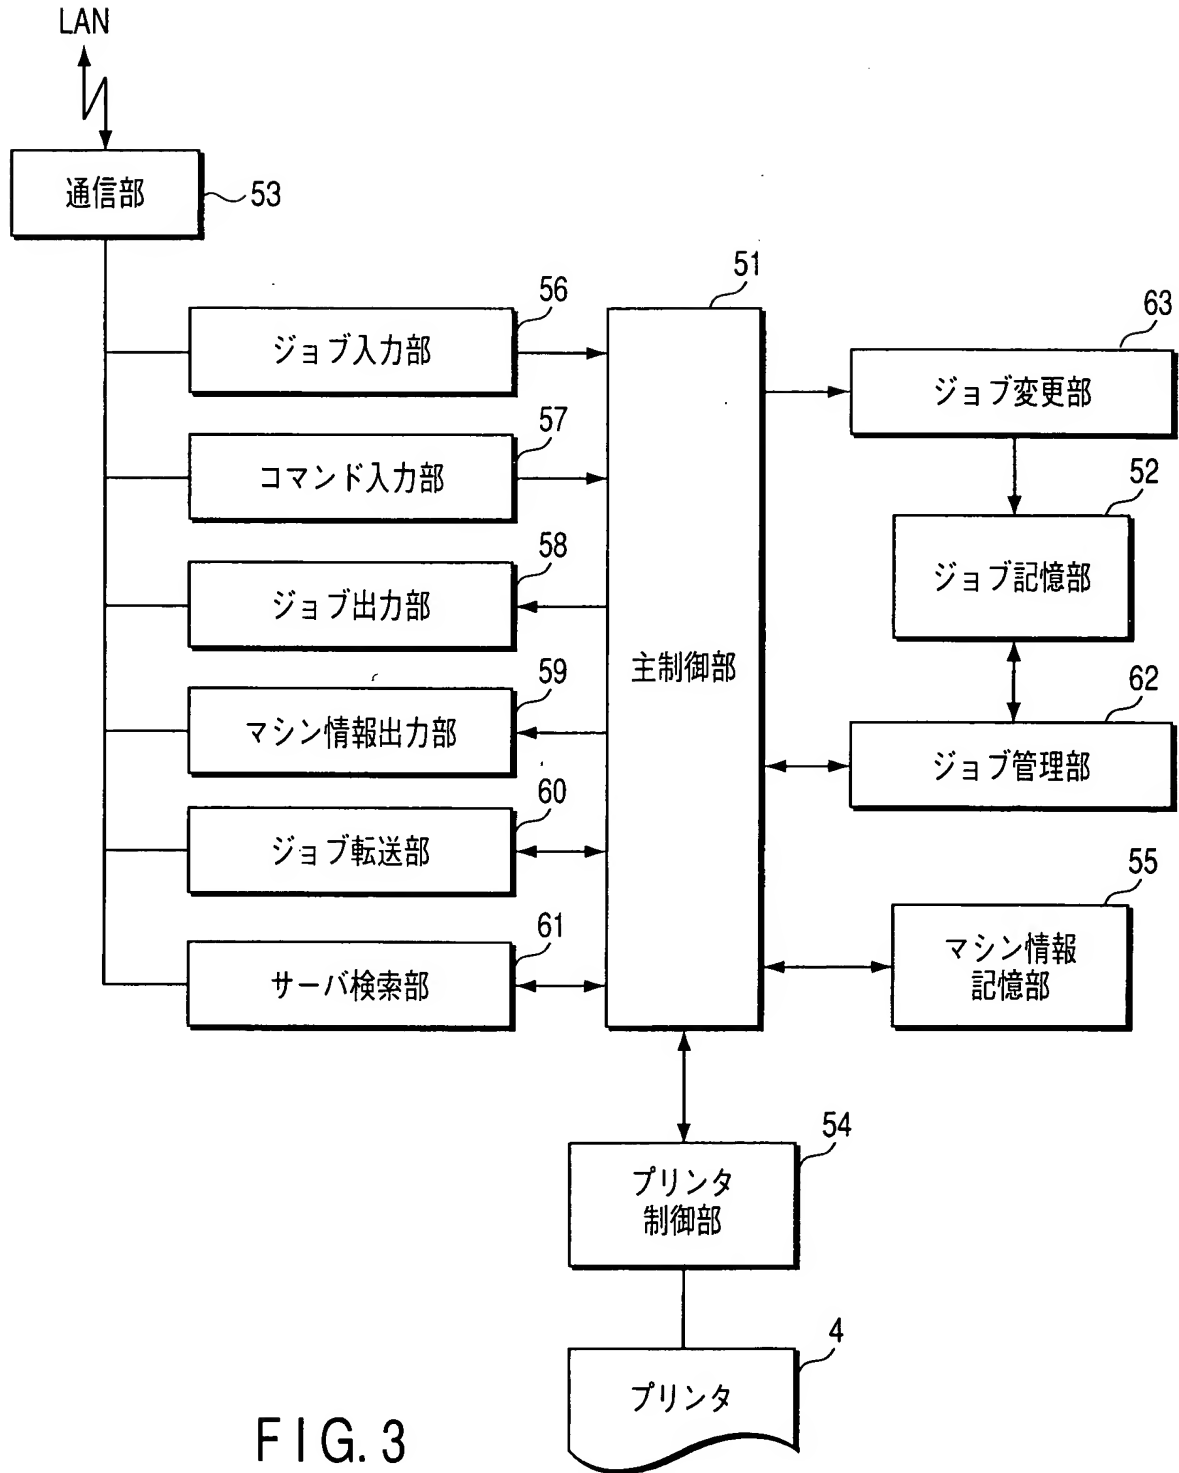 LAN
通信部
53
56
ジョブ入力部
57
コマンド入力部
58
ジョブ出力部
59
マシン情報出力部
60
ジョブ転送部
61
サーバ検索部
51
主制御部
63
ジョブ変更部
52
ジョブ記憶部
62
ジョブ管理部
55
マシン情報
記憶部
54
プリンタ
制御部
4
プリンタ
FIG. 3